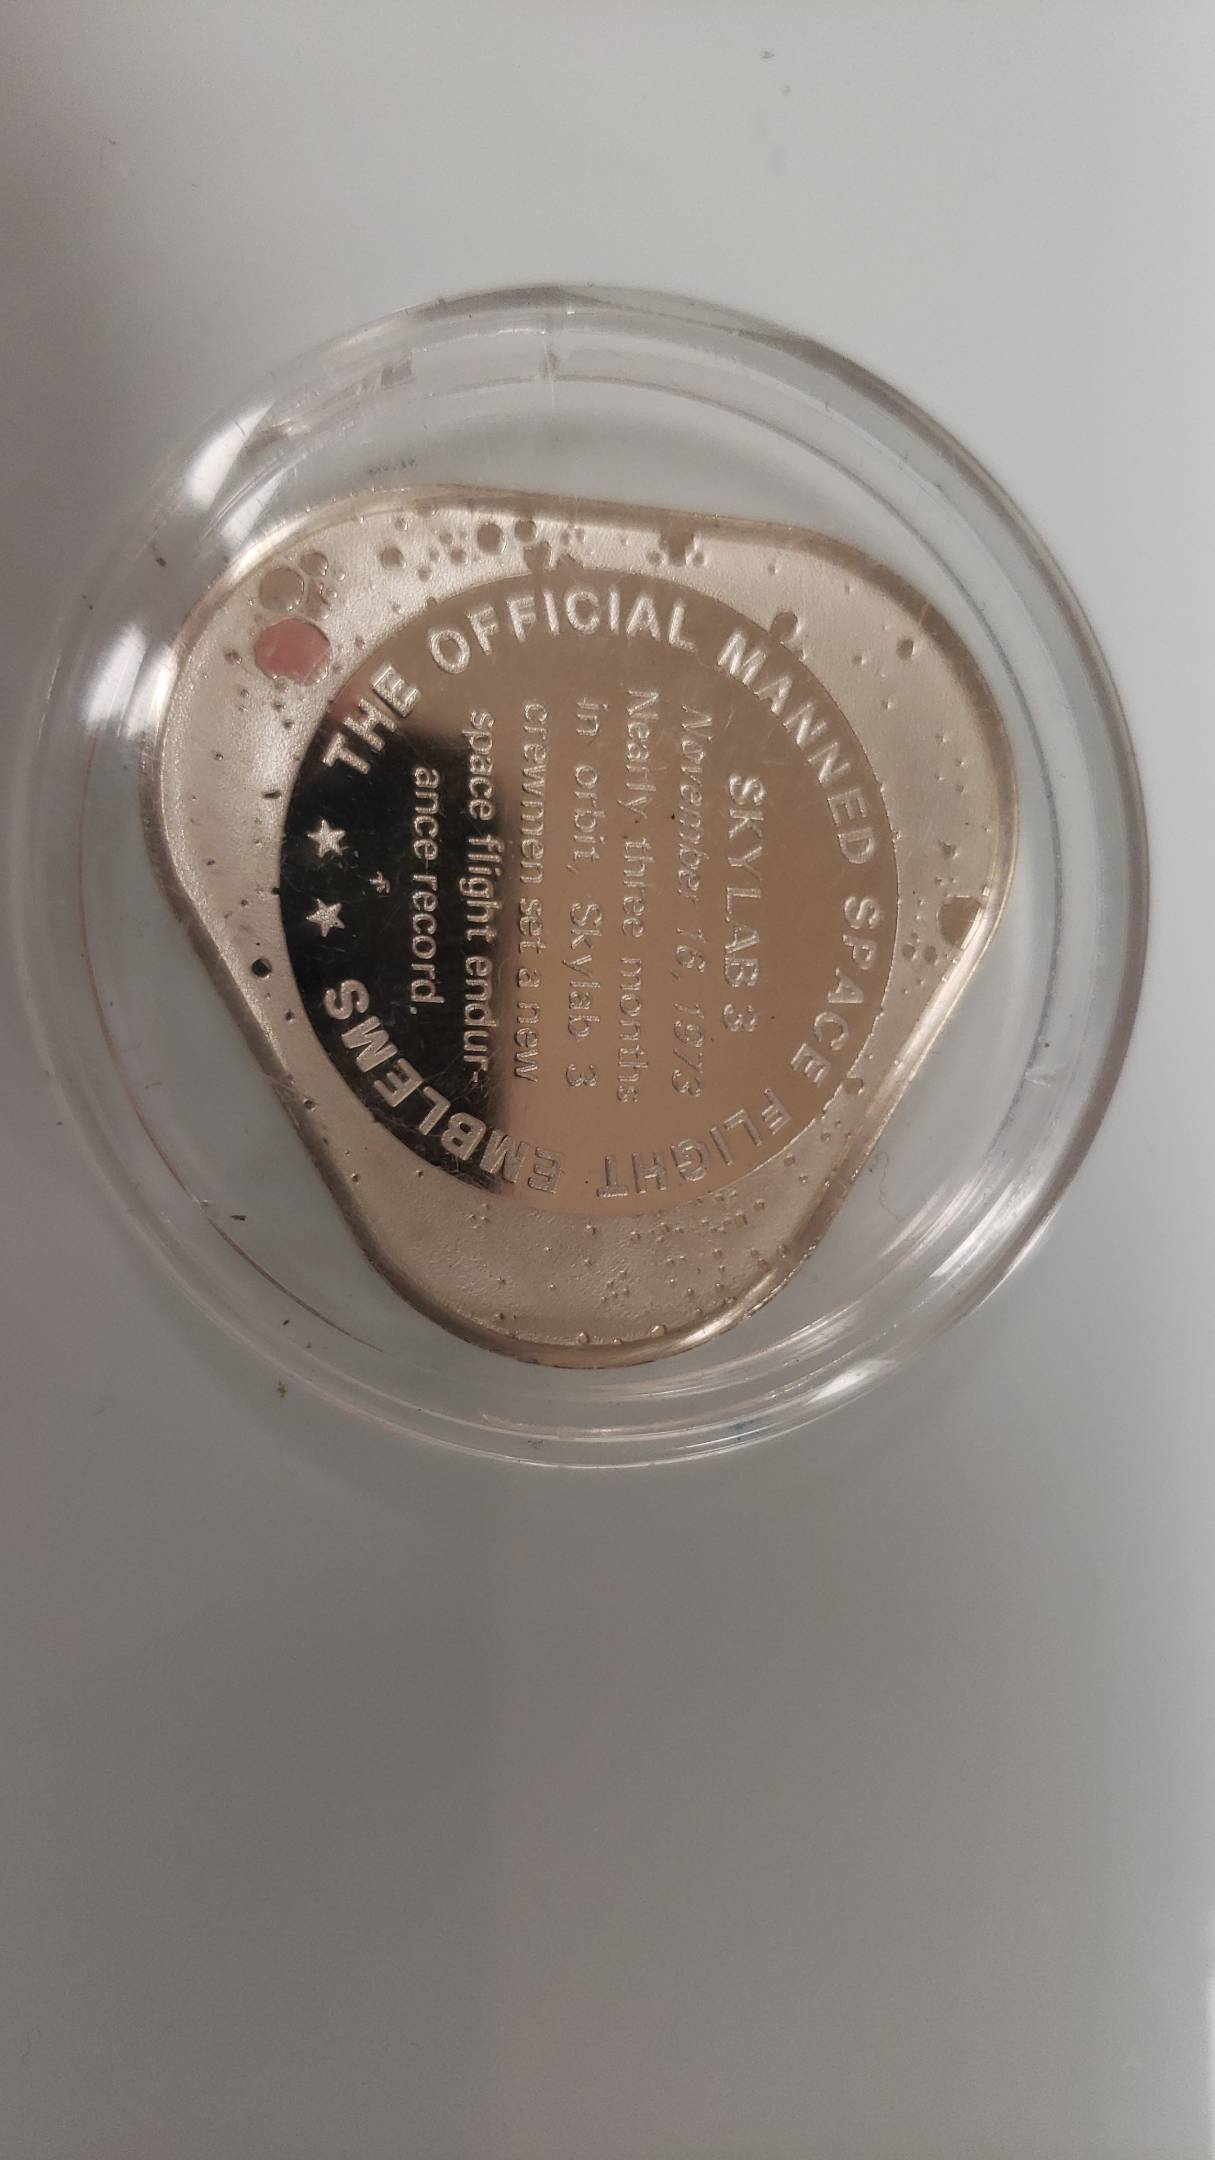 THE OFFICIAL MANNED SPACE FLIGHT EMBLEMS
SKYLAB 3
November 16, 1973
Nearly three months
in orbit, Skylab 3
crewmen set a new
space flight endur-
ance record.